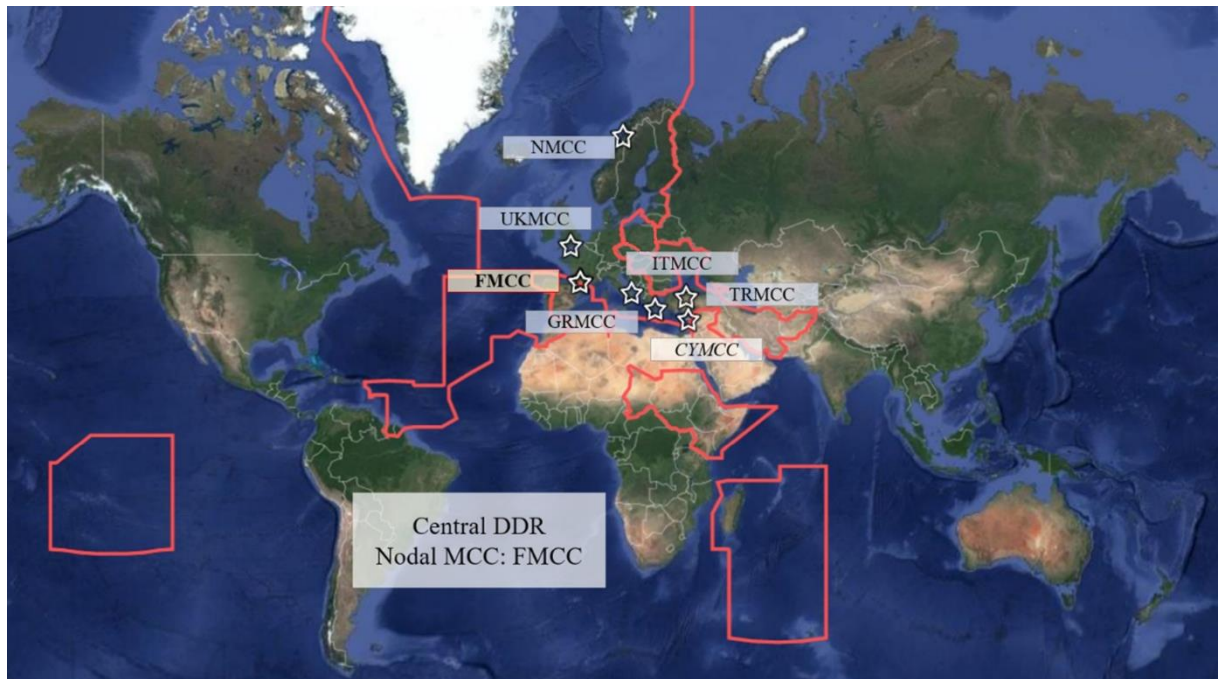 NMCC
UKMCC
ITMCC
FMCC
TRMCC
GRMCC
CYMCC
Central DDR
Nodal MCC: FMCC